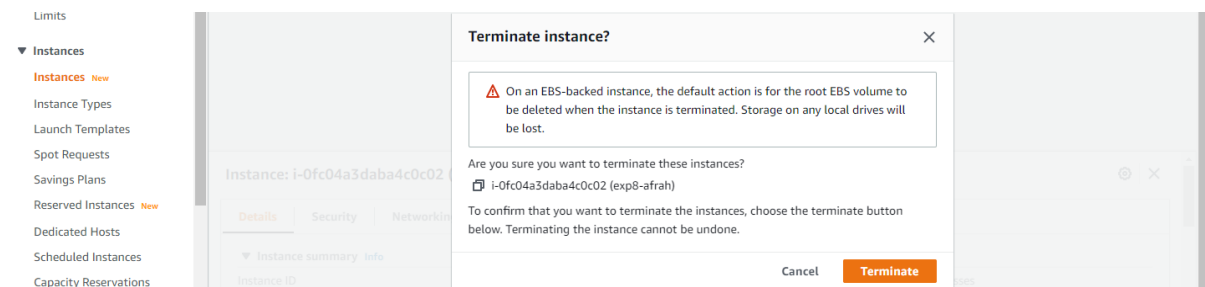 Limits
Instances
Instances New
Instance Types
Launch Templates
Spot Requests
Savings Plans
Reserved Instances New
Dedicated Hosts
Scheduled Instances
Capacity Reservations
Terminate instance?
On an EBS-backed instance, the default action is for the root EBS volume to
be deleted when the instance is terminated. Storage on any local drives will
be lost.
Are you sure you want to terminate these instances?
i-0fc04a3daba4c0c02 (exp8-afrah)
To confirm that you want to terminate the instances, choose the terminate button
below. Terminating the instance cannot be undone.
Cancel Terminate
Instance: i-0fc04a3daba4c0c02 (
Details Security Networkin
Instance summary Info
Instance ID